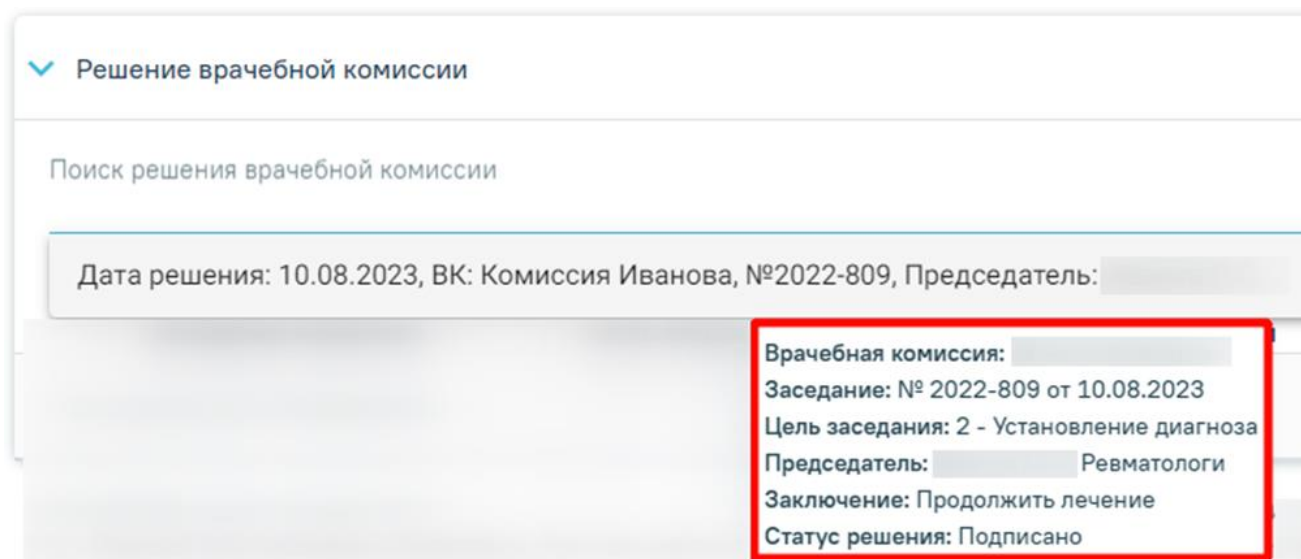 Решение врачебной комиссии
Поиск решения врачебной комиссии
Дата решения: 10.08.2023, ВК: Комиссия Иванова, №2022-809, Председатель:
Врачебная комиссия:
Заседание: № 2022-809 от 10.08.2023
Цель заседания: 2 - Установление диагноза
Председатель: Ревматологи
Заключение: Продолжить лечение
Статус решения: Подписано